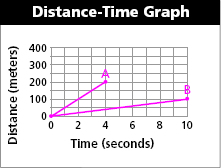 Distance-Time Graph
Distance (meters)
400
300
200
100
0
A
B
0 2 4 6 8 10
Time (seconds)